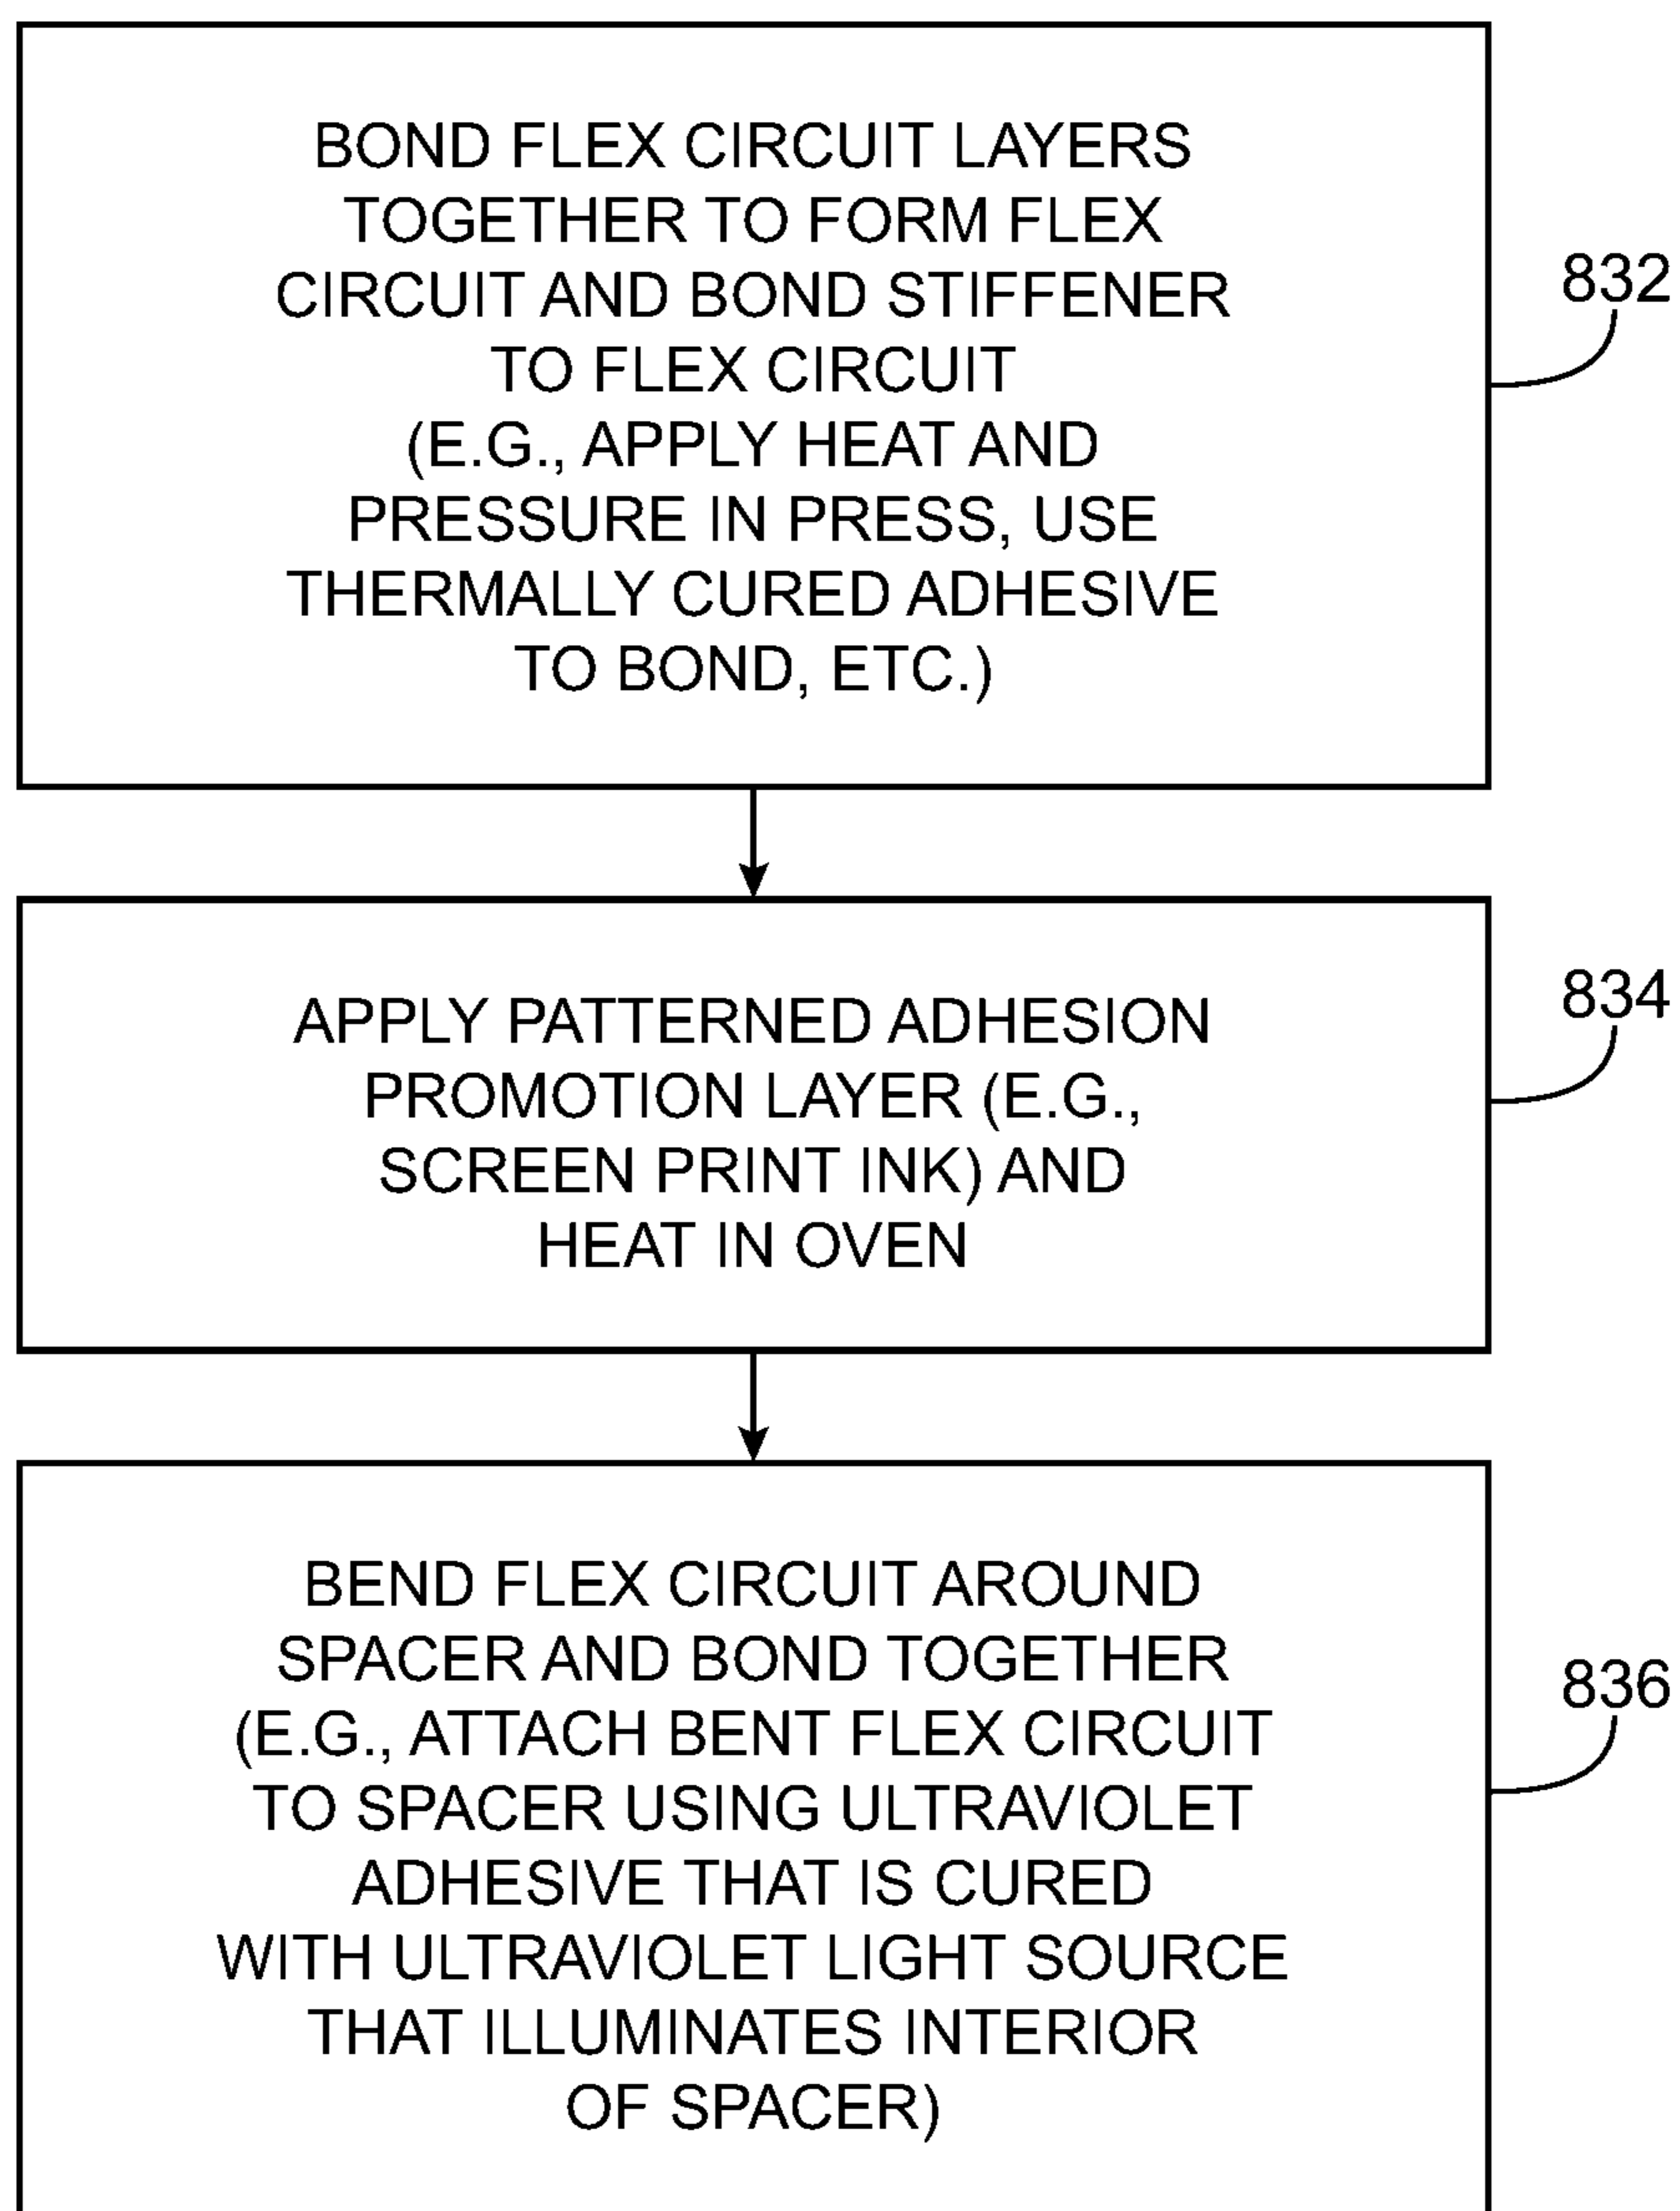 BOND FLEX CIRCUIT LAYERS
TOGETHER TO FORM FLEX
CIRCUIT AND BOND STIFFENER
TO FLEX CIRCUIT
(E.G., APPLY HEAT AND
PRESSURE IN PRESS, USE
THERMALLY CURED ADHESIVE
TO BOND, ETC.)
832
APPLY PATTERNED ADHESION
PROMOTION LAYER (E.G.,
SCREEN PRINT INK) AND
HEAT IN OVEN
834
BEND FLEX CIRCUIT AROUND
SPACER AND BOND TOGETHER
(E.G., ATTACH BENT FLEX CIRCUIT
TO SPACER USING ULTRAVIOLET
ADHESIVE THAT IS CURED
WITH ULTRAVIOLET LIGHT SOURCE
THAT ILLUMINATES INTERIOR
OF SPACER)
836